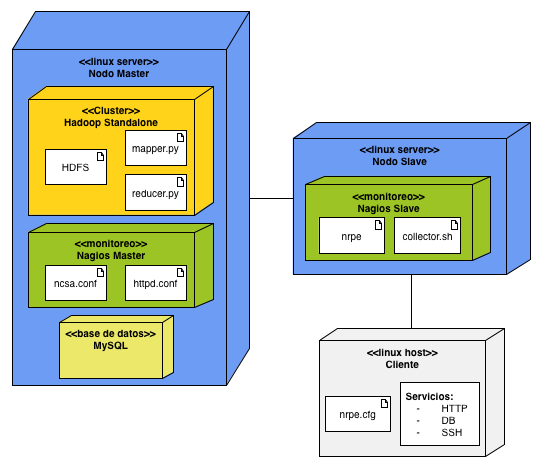 <<linux server>>
Nodo Master
<<Cluster>>
Hadoop Standalone
HDFS
mapper.py
reducer.py
<<monitoreo>>
Nagios Master
ncsa.conf
httpd.conf
<<base de datos>>
MySQL
<<linux server>>
Nodo Slave
<<monitoreo>>
Nagios Slave
nrpe
collector.sh
<<linux host>>
Cliente
nrpe.cfg
Servicios:
- HTTP
- DB
- SSH